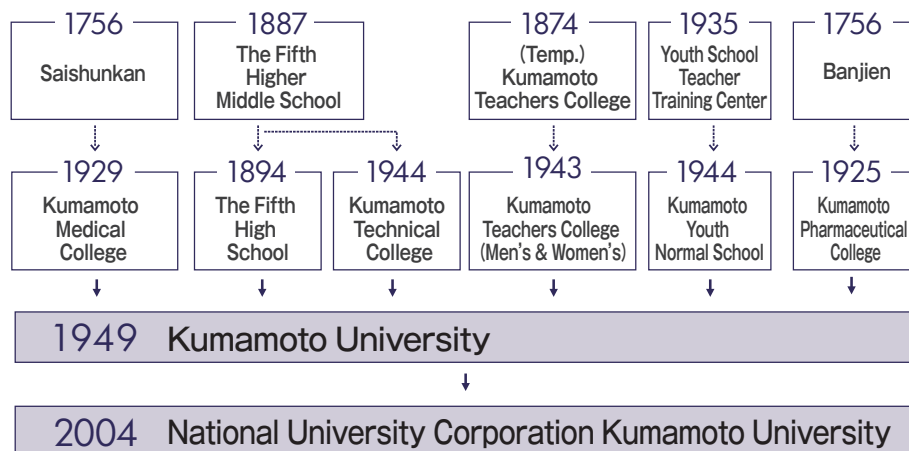 1756
Saishunkan
1887
The Fifth
Higher
Middle School
1874
(Temp.)
Kumamoto
Teachers College
1935
Youth School
Teacher
Training Center
1756
Banjien
1929
Kumamoto
Medical
College
1894
The Fifth
High
School
1944
Kumamoto
Technical
College
1943
Kumamoto
Teachers College
(Men's & Women's)
1944
Kumamoto
Youth
Normal School
1925
Kumamoto
Pharmaceutical
College
1949 Kumamoto University
2004 National University Corporation Kumamoto University